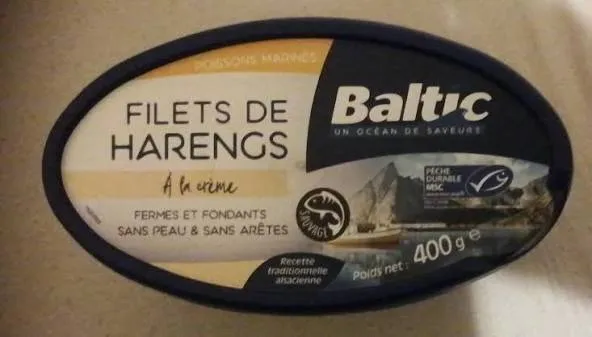 POISSONS MARINÉS
FILETS DE
HARENGS
À la crème
FERMES ET FONDANTS
SANS PEAU & SANS ARÊTES
Baltic
UN OCÉAN DE SAVEURS
PÊCHE
DURABLE
MSC
SAUVAGE
Recette
traditionnelle
alsacienne
Poids net : 400 g e